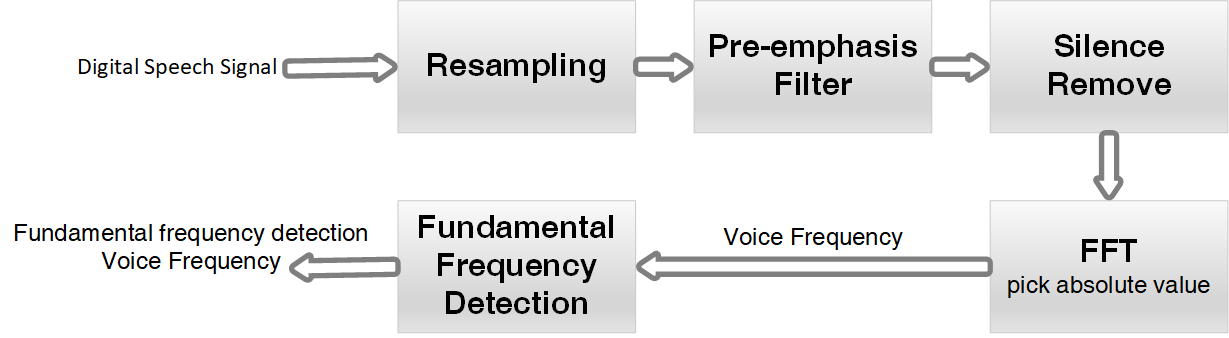 Digital Speech Signal
Resampling
Pre-emphasis
Filter
Silence
Remove
FFT
pick absolute value
Voice Frequency
Fundamental
Frequency
Detection
Fundamental frequency detection
Voice Frequency